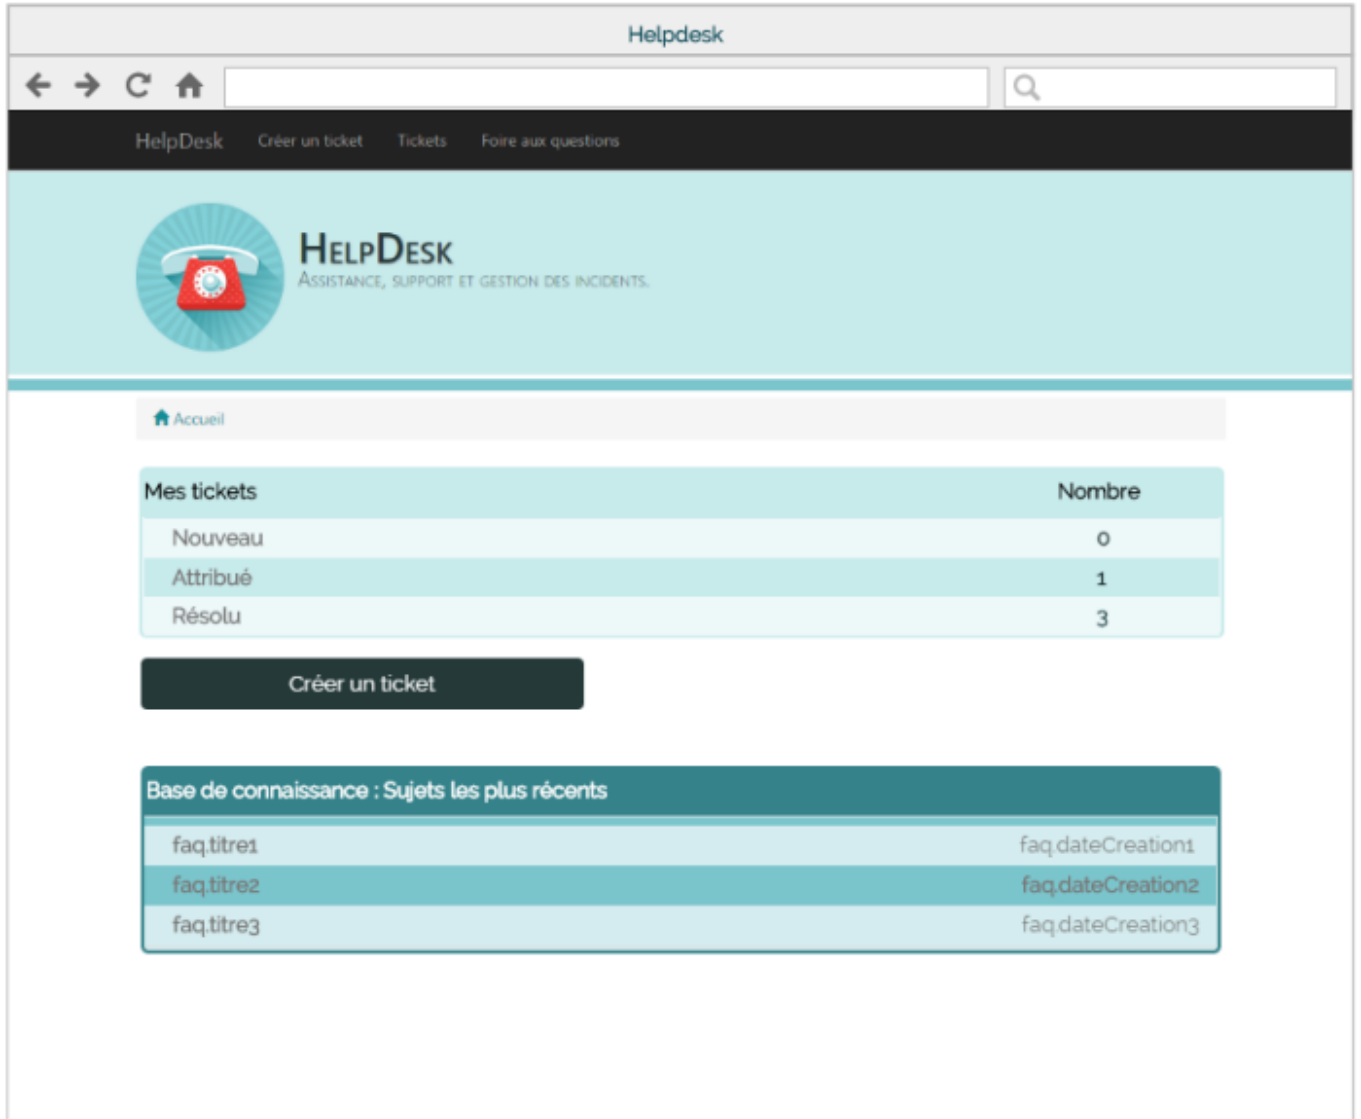 Helpdesk
HelpDesk Créer un ticket Tickets Foire aux questions
HelpDesk
Assistance, support et gestion des incidents.
Accueil
Mes tickets Nombre
Nouveau 0
Attribué 1
Résolu 3
Créer un ticket
Base de connaissance : Sujets les plus récents
faq.titre1 faq.dateCreation1
faq.titre2 faq.dateCreation2
faq.titre3 faq.dateCreation3